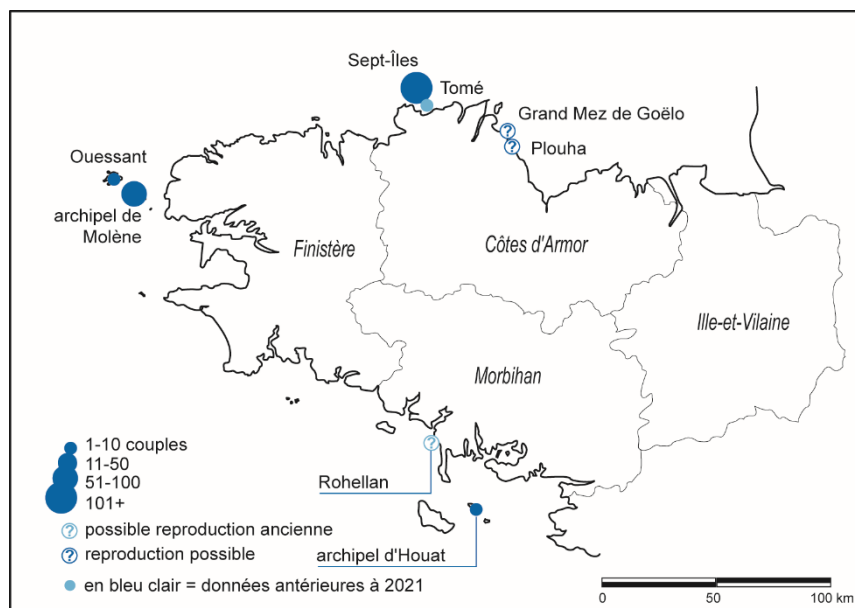 Sept-Îles
Tomé
Grand Mez de Goëlo
Plouha
Ouessant
archipel de
Molène
Finistère
Côtes d'Armor
Ille-et-Vilaine
Morbihan
1-10 couples
11-50
51-100
101+
Rohellan
? possible reproduction ancienne
? reproduction possible
archipel d'Houat
en bleu clair = données antérieures à 2021
0 50 100 km